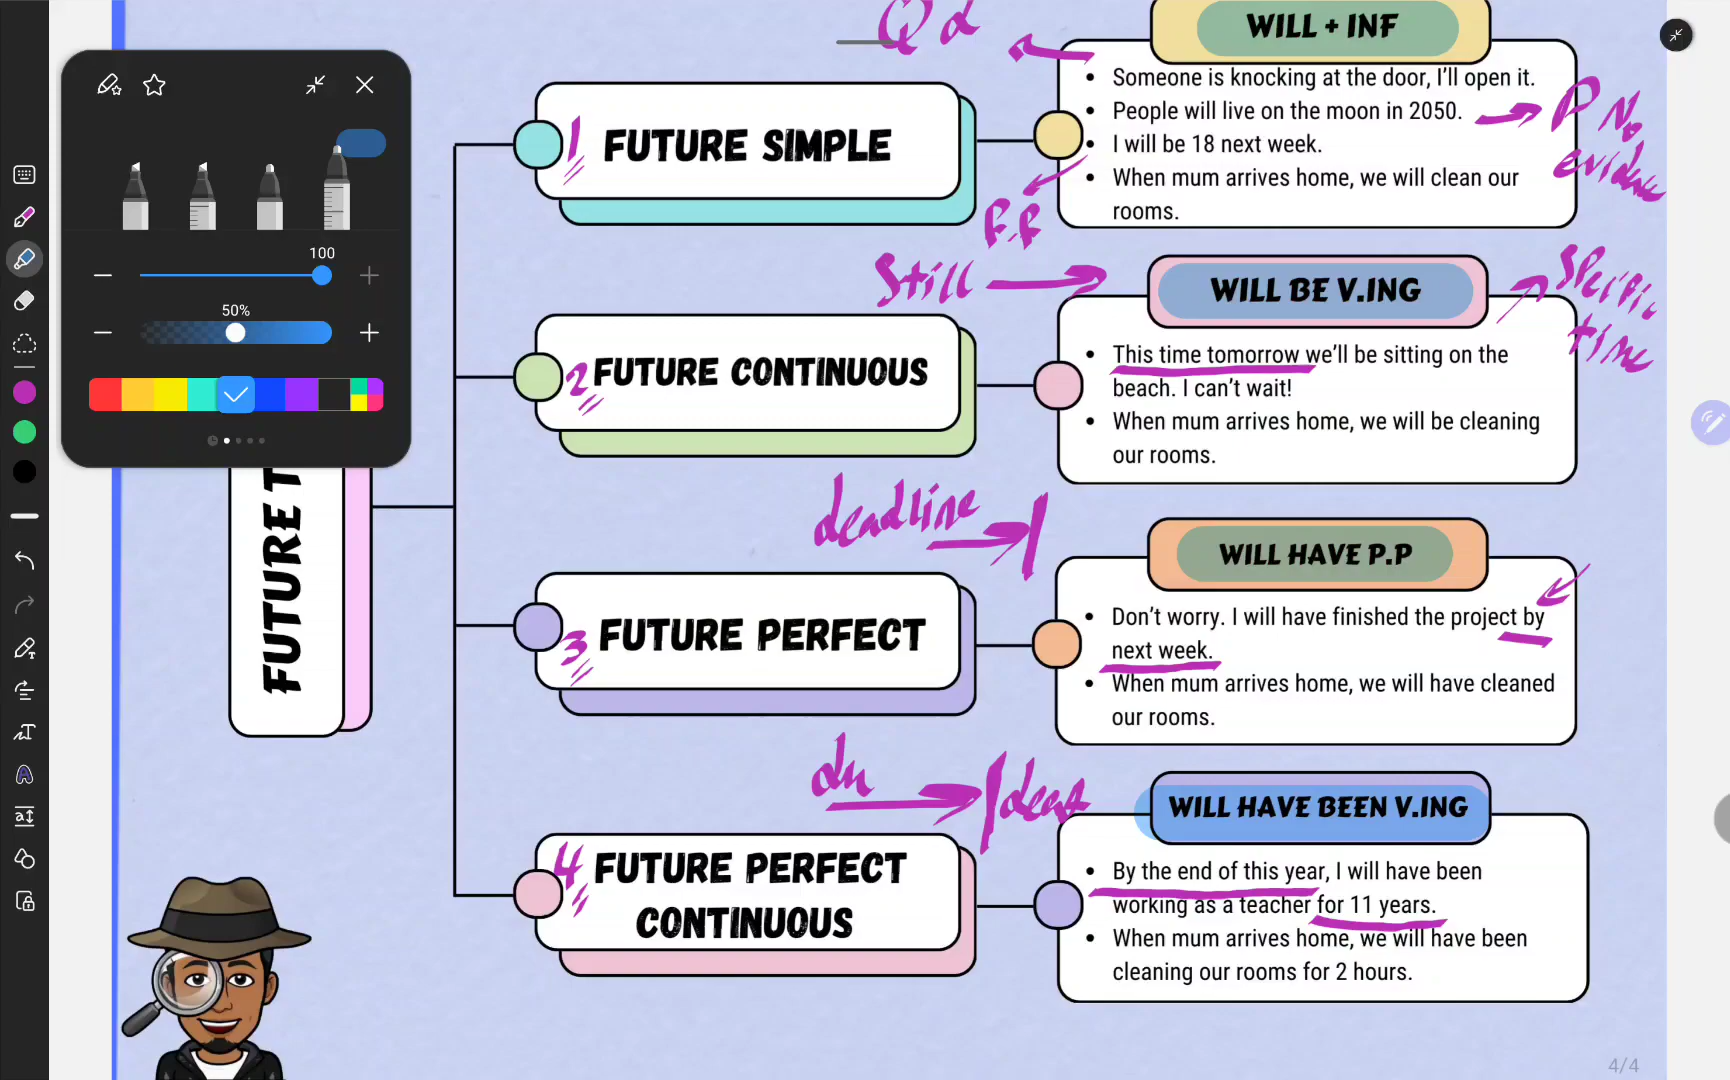 Qd
WILL + INF
Someone is knocking at the door, I'll open it.
People will live on the moon in 2050.
I will be 18 next week.
When mum arrives home, we will clean our
rooms.
P No
evidence
F.F
1 FUTURE SIMPLE
100
50%
Still
WILL BE V.ING
Specific
time
This time tomorrow we'll be sitting on the
beach. I can't wait!
When mum arrives home, we will be cleaning
our rooms.
2 FUTURE CONTINUOUS
deadline
WILL HAVE P.P
Don't worry. I will have finished the project by
next week.
When mum arrives home, we will have cleaned
our rooms.
3 FUTURE PERFECT
FUTURE T
WILL HAVE BEEN V.ING
By the end of this year, I will have been
working as a teacher for 11 years.
When mum arrives home, we will have been
cleaning our rooms for 2 hours.
4 FUTURE PERFECT
CONTINUOUS
4/4